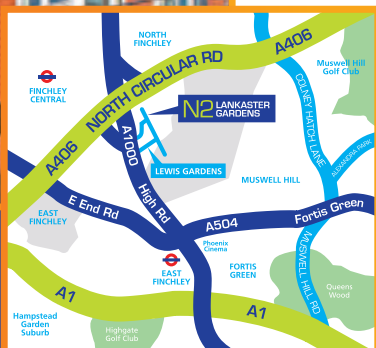 NORTH
FINCHLEY
A406
NORTH CIRCULAR RD
Muswell Hill
Golf Club
FINCHLEY
CENTRAL
COLNEY HATCH LANE
N2 LANKASTER
GARDENS
A1000
ALEXANDRA PARK
A406
LEWIS GARDENS
MUSWELL HILL
E End Rd
High Rd
A504
Fortis Green
EAST
FINCHLEY
Phoenix
Cinema
MUSWELL HILL RD
EAST
FINCHLEY
FORTIS
GREEN
Queens
Wood
A1
A1
Hampstead
Garden
Suburb
Highgate
Golf Club